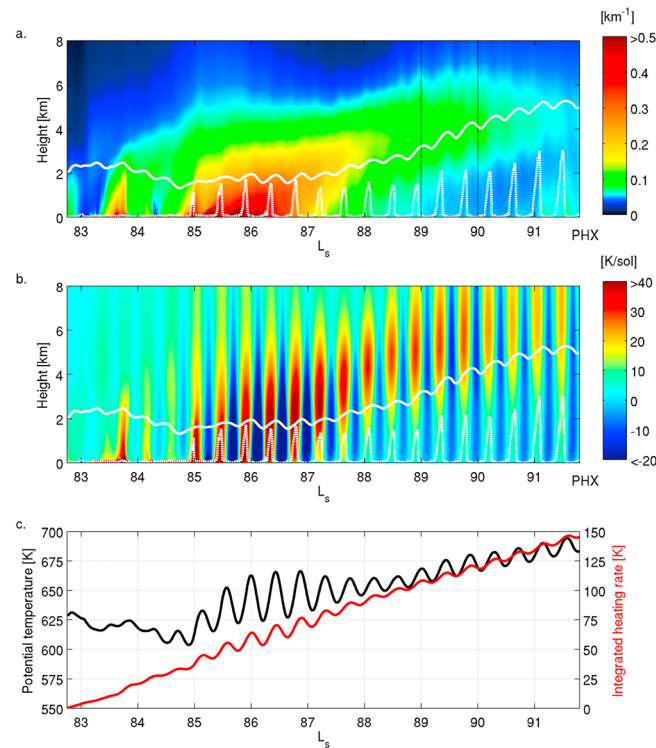 [km-1]
a.
>0.5
0.4
0.3
0.2
0.1
0
8
6
4
2
0
Height [km]
83 84 85 86 87 88 89 90 91 PHX
Ls
[K/sol]
b.
>40
30
20
10
0
-10
<-20
8
6
4
2
0
Height [km]
83 84 85 86 87 88 89 90 91 PHX
Ls
c.
700
675
650
625
600
575
550
Potential temperature [K]
150
125
100
75
50
25
0
Integrated heating rate [K]
83 84 85 86 87 88 89 90 91
Ls